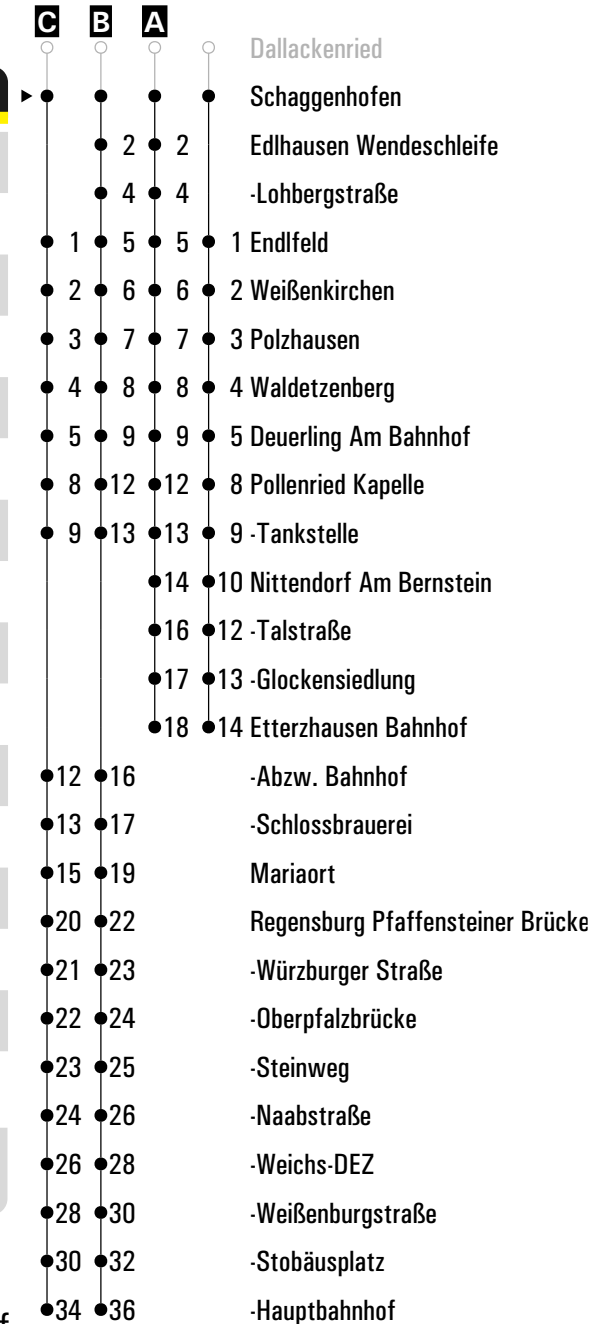 C B A
Dallackenried
Schaggenhofen
2 2 Edlhausen Wendeschleife
4 4 -Lohbergstraße
1 5 5 1 Endlfeld
2 6 6 2 Weißenkirchen
3 7 7 3 Polzhausen
4 8 8 4 Waldetzenberg
5 9 9 5 Deuerling Am Bahnhof
8 12 12 8 Pollenried Kapelle
9 13 13 9 -Tankstelle
14 10 Nittendorf Am Bernstein
16 12 -Talstraße
17 13 -Glockensiedlung
18 14 Etterzhausen Bahnhof
12 16 -Abzw. Bahnhof
13 17 -Schlossbrauerei
15 19 Mariaort
20 22 Regensburg Pfaffensteiner Brücke
21 23 -Würzburger Straße
22 24 -Oberpfalzbrücke
23 25 -Steinweg
24 26 -Naabstraße
26 28 -Weichs-DEZ
28 30 -Weißenburgstraße
30 32 -Stobäusplatz
34 36 -Hauptbahnhof